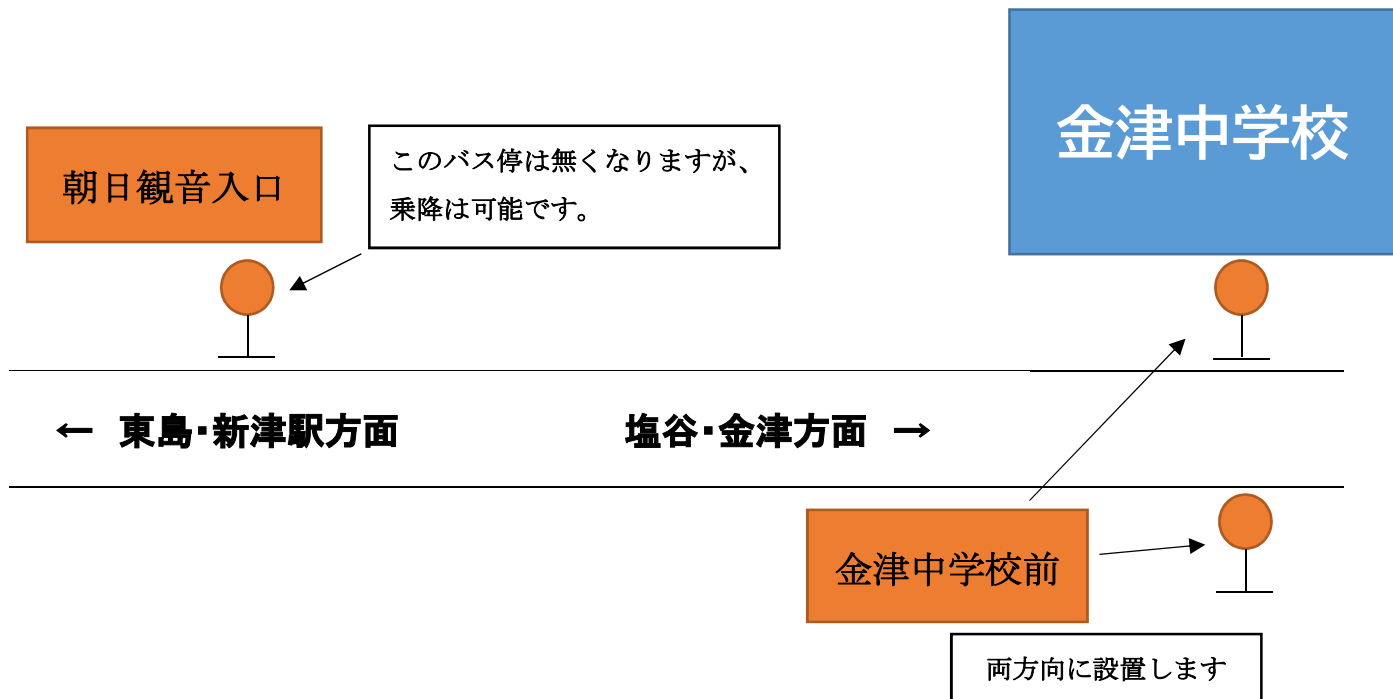 金津中学校
朝日観音入口
このバス停は無くなりますが、
乗降は可能です。
← 東島・新津駅方面
塩谷・金津方面 →
金津中学校前
両方向に設置します